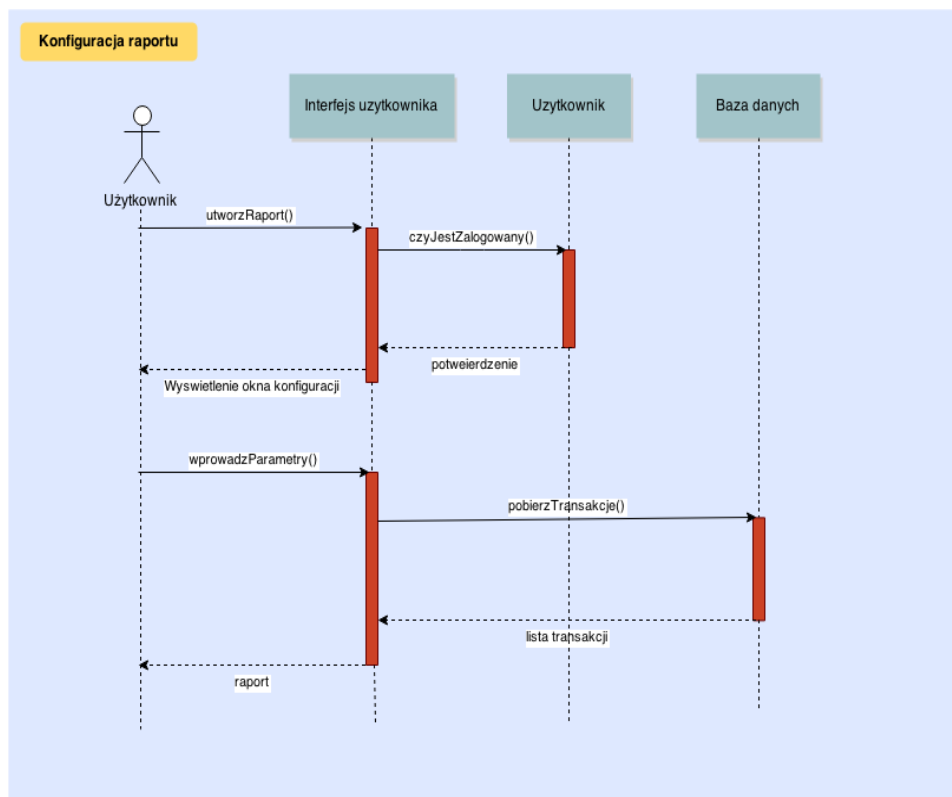 Konfiguracja raportu
Interfejs uzytkownika
Uzytkownik
Baza danych
Użytkownik
utworzRaport()
czyJestZalogowany()
potweierdzenie
Wyswietlenie okna konfiguracji
wprowadzParametry()
pobierzTransakcje()
lista transakcji
raport